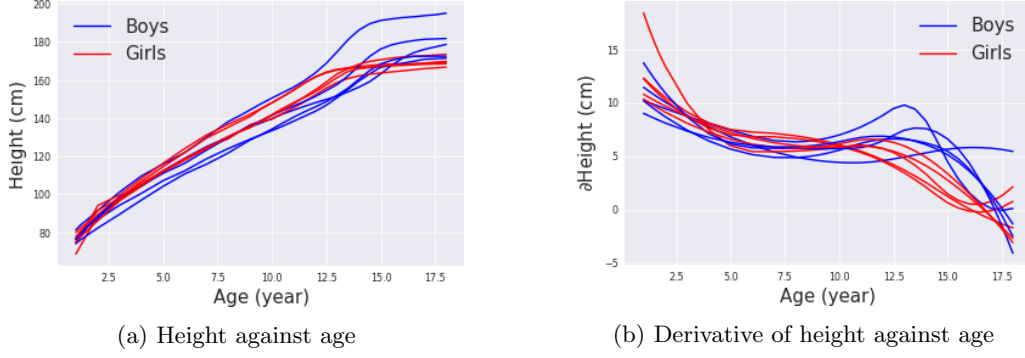 200
180
160
140
120
100
80
Height (cm)
Boys
Girls
2.5 5.0 7.5 10.0 12.5 15.0 17.5
Age (year)
(a) Height against age
15
10
5
0
−5
∂Height (cm)
Boys
Girls
2.5 5.0 7.5 10.0 12.5 15.0 17.5
Age (year)
(b) Derivative of height against age